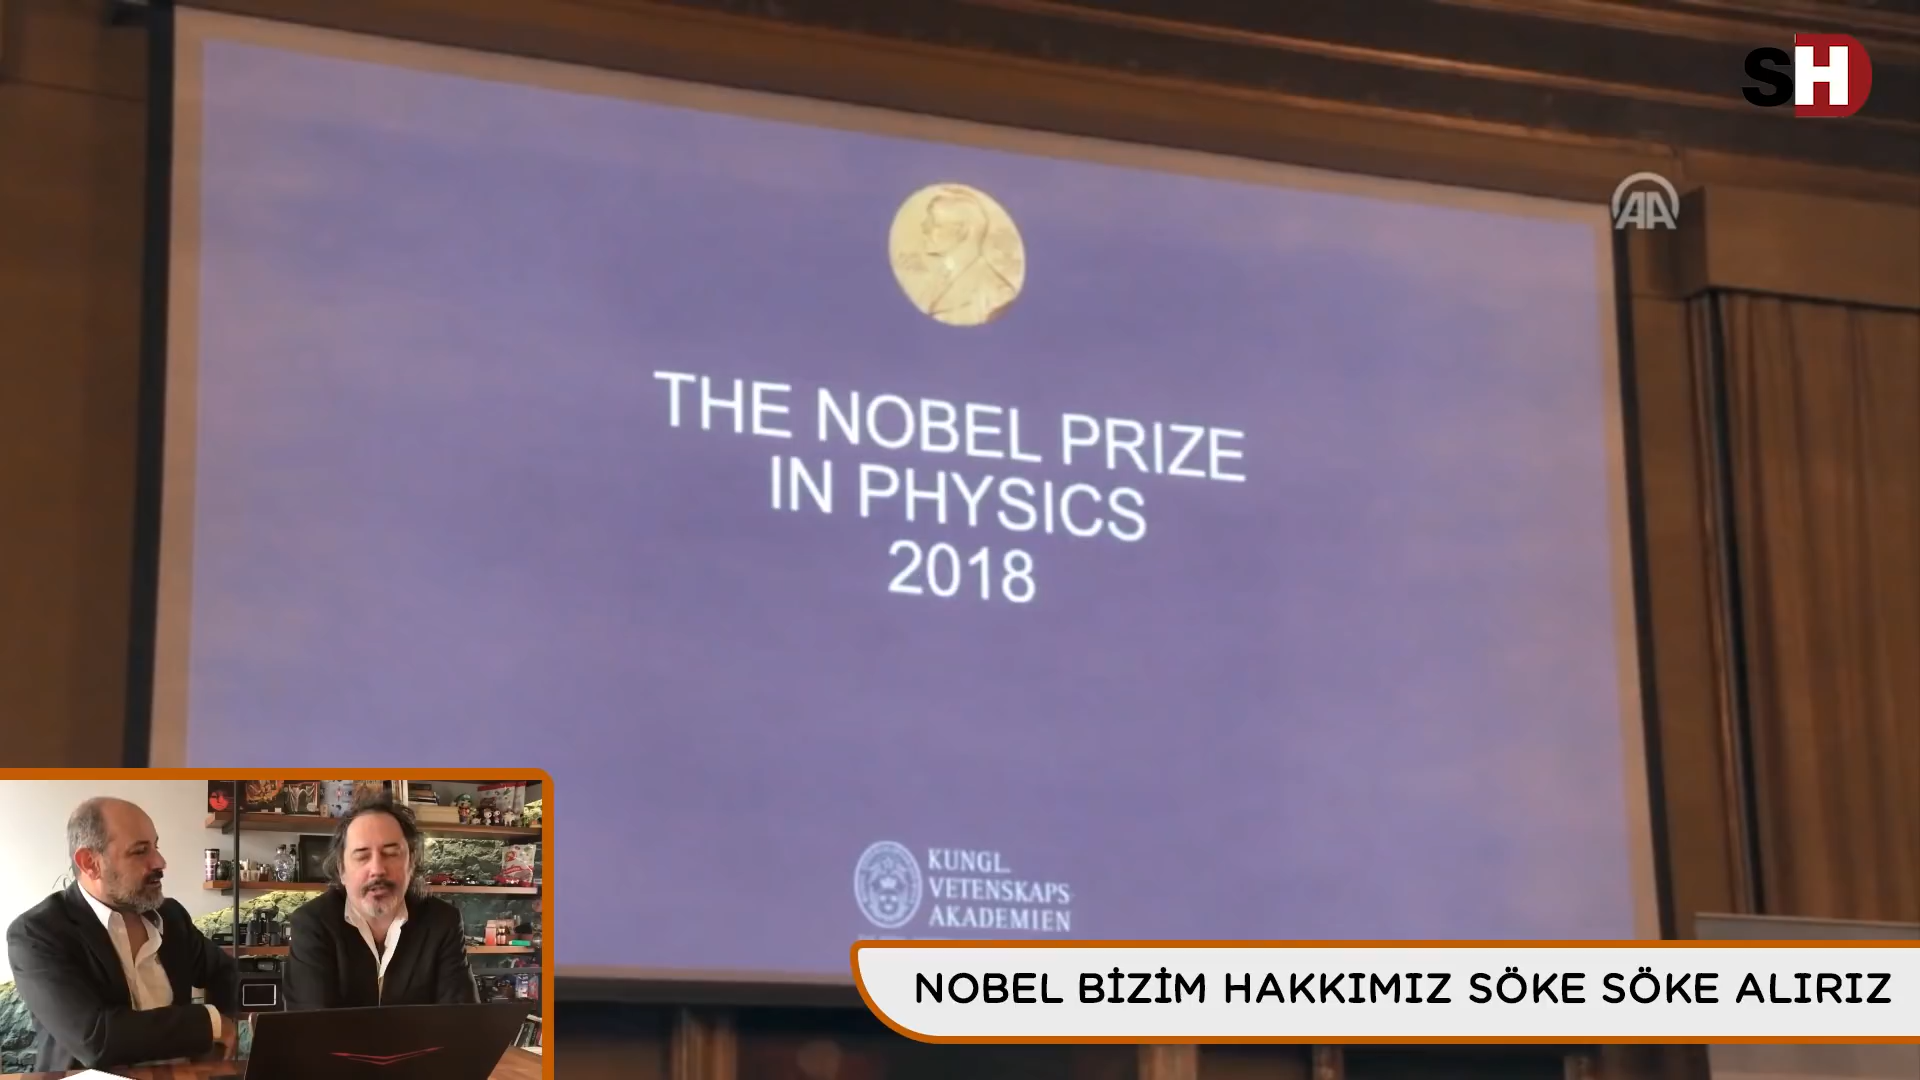 SH
AA
THE NOBEL PRIZE
IN PHYSICS
2018
KUNGL.
VETENSKAPS
AKADEMIEN
NOBEL BİZİM HAKKIMIZ SÖKE SÖKE ALIRIZ